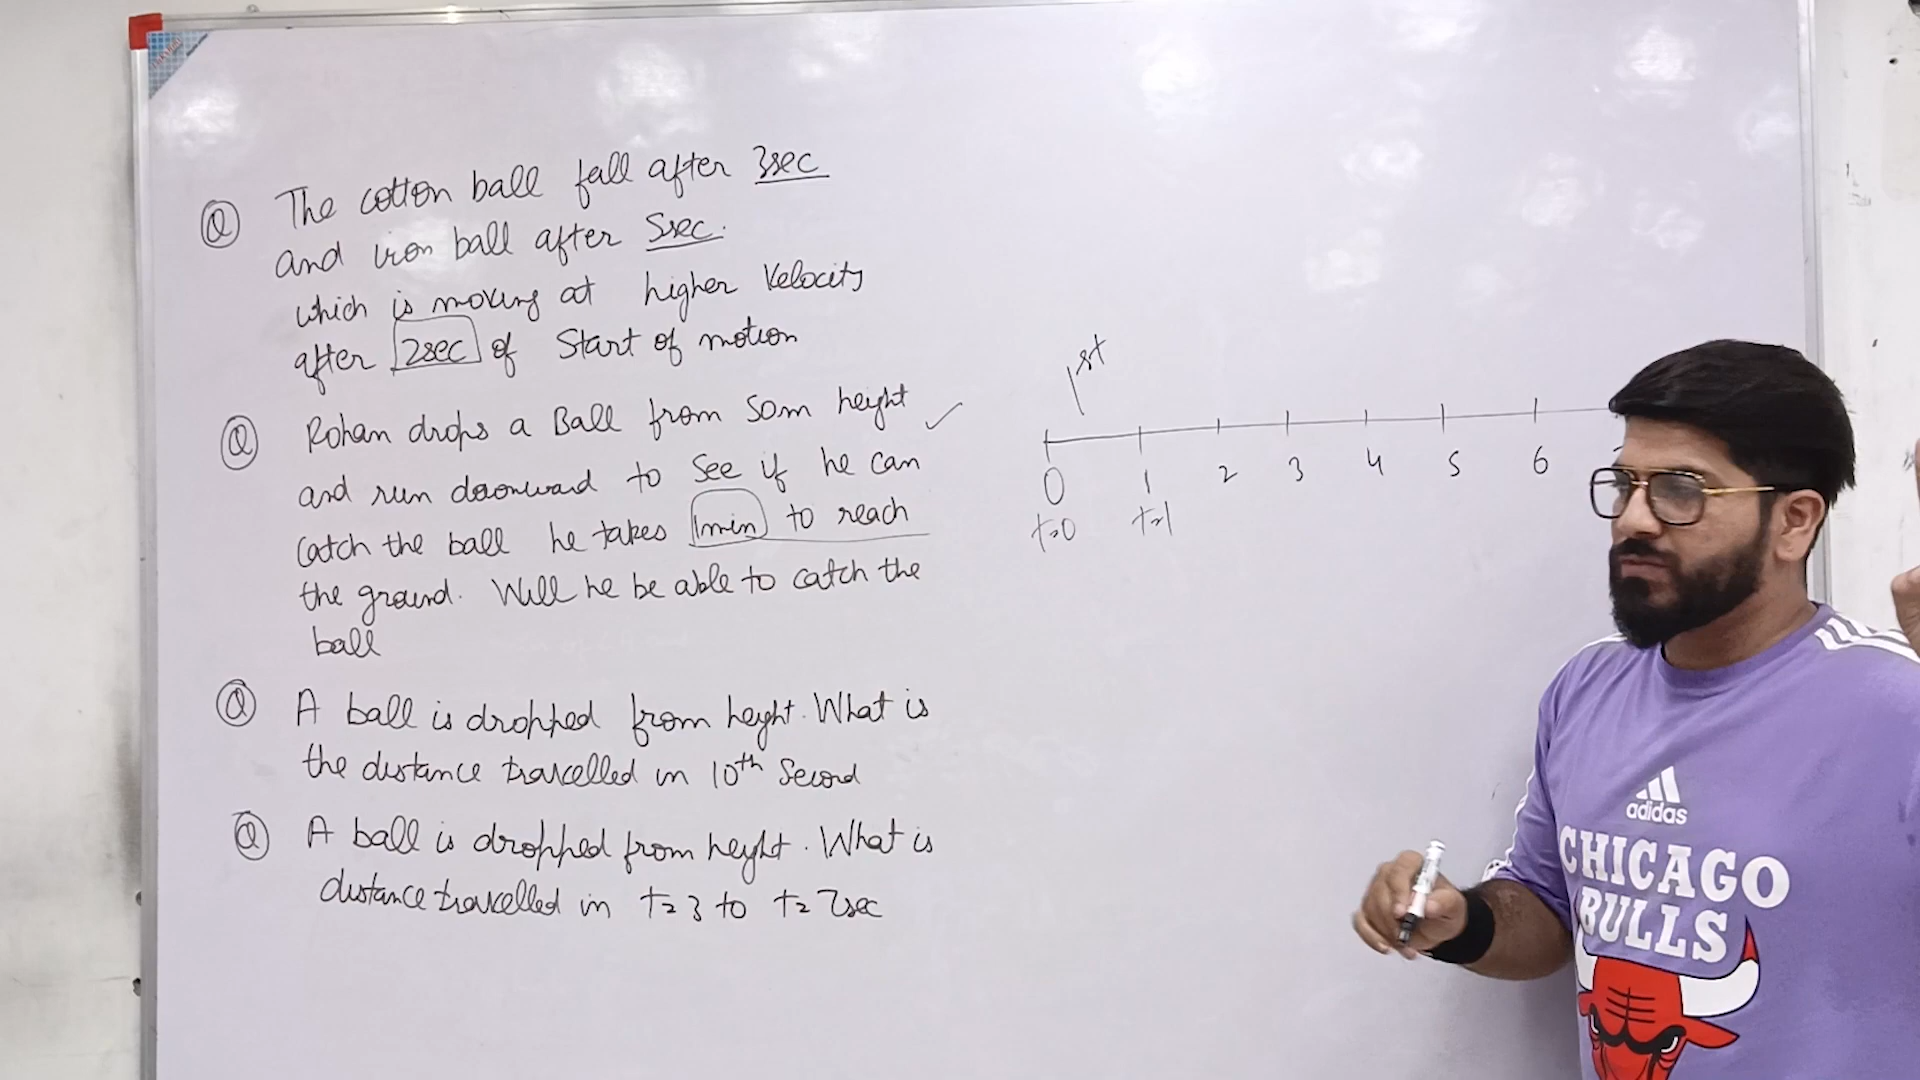 Q The cotton ball fall after 3sec
and iron ball after 5sec.
which is moving at higher velocity
after 2sec of Start of motion
Q Rohan drops a Ball from 50m height
and run downward to See if he can
catch the ball he takes 1min to reach
the ground. Will he be able to catch the
ball
Q A ball is dropped from height. What is
the distance travelled in 10th Second
Q A ball is dropped from height. What is
distance travelled in t=3 to t=7sec
1st
0 1 2 3 4 5 6
t=0 t=1
adidas
CHICAGO
BULLS